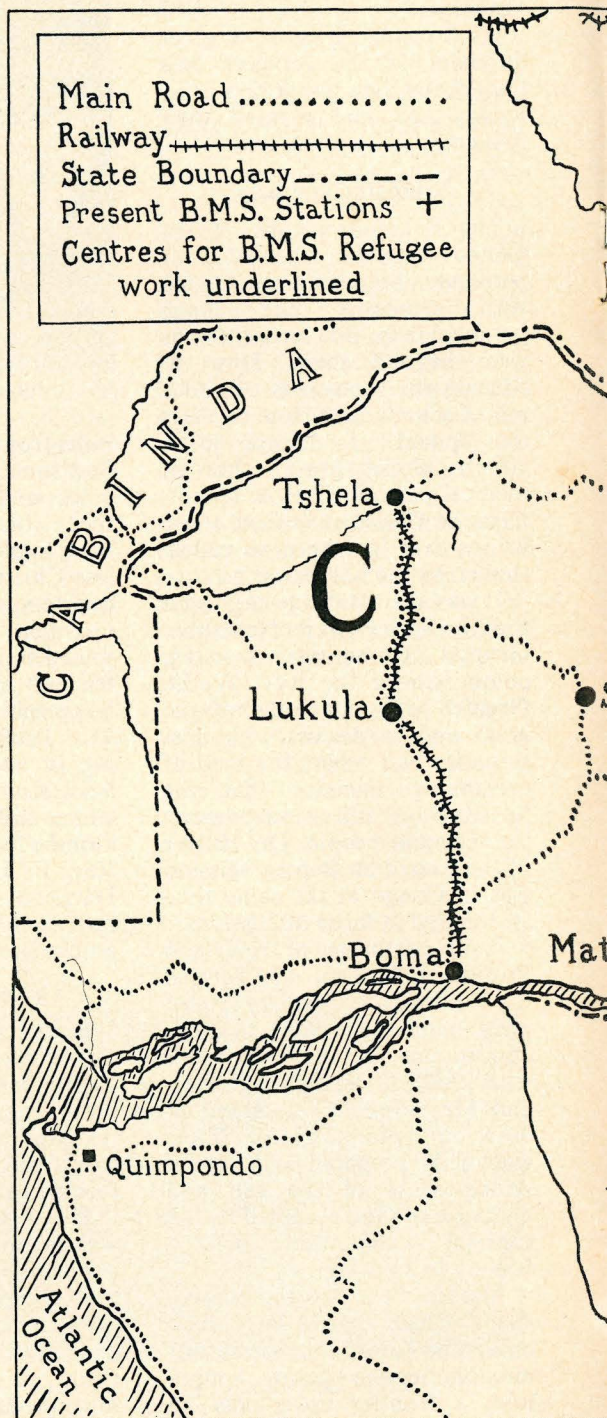 Main Road
Railway
State Boundary
Present B.M.S. Stations +
Centres for B.M.S. Refugee
work underlined
CABINDA
Tshela
C
Lukula
Boma
Mat
Quimpondo
Atlantic
Ocean